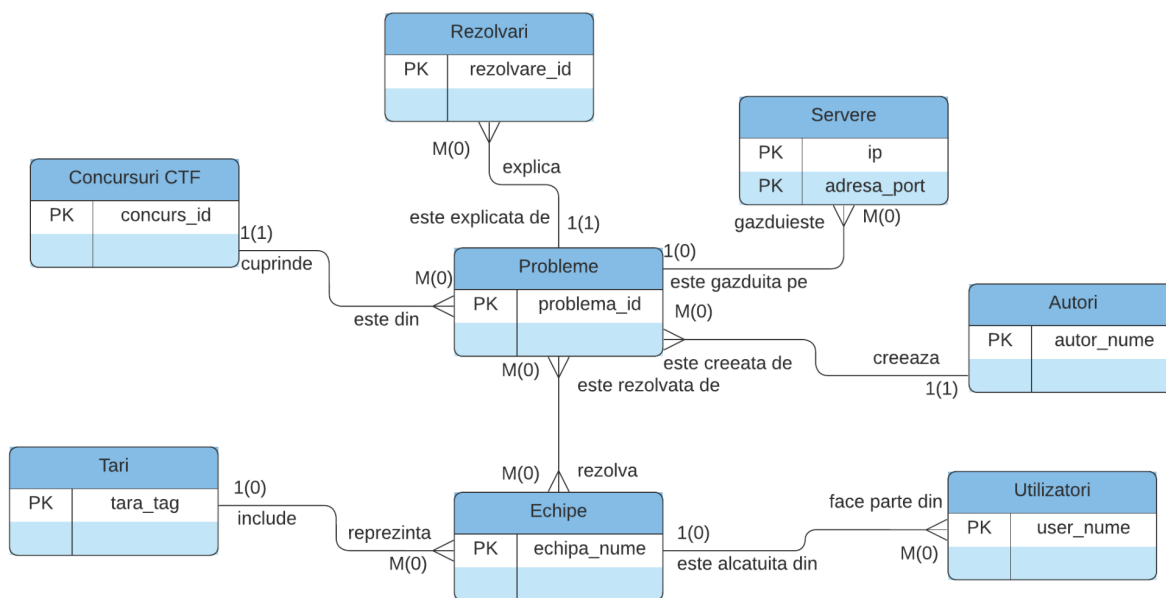 Rezolvari
PK rezolvare_id
M(0)
explica
este explicata de
1(1)
Servere
PK ip
PK adresa_port
gazduieste M(0)
Concursuri CTF
PK concurs_id
1(1)
cuprinde
M(0)
este din
Probleme
PK problema_id
1(0)
este gazduita pe
M(0)
este creeata de
M(0)
este rezolvata de
Autori
PK autor_nume
creeaza
1(1)
Tari
PK tara_tag
1(0)
include
reprezinta
M(0)
M(0)
rezolva
Echipe
PK echipa_nume
1(0)
este alcatuita din
face parte din
M(0)
Utilizatori
PK user_nume